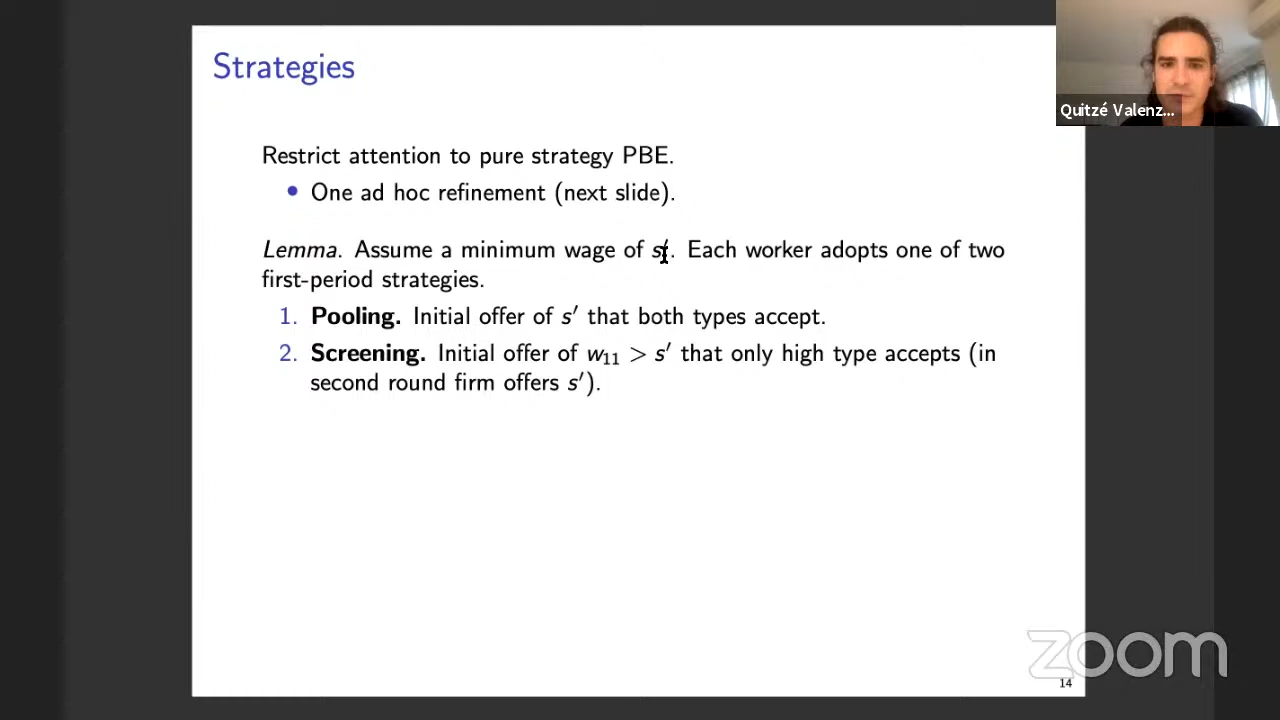 Strategies
Quitzé Valenz...
Restrict attention to pure strategy PBE.
• One ad hoc refinement (next slide).
Lemma. Assume a minimum wage of s′. Each worker adopts one of two
first-period strategies.
1. Pooling. Initial offer of s′ that both types accept.
2. Screening. Initial offer of w₁₁ > s′ that only high type accepts (in
second round firm offers s′).
zoom
14